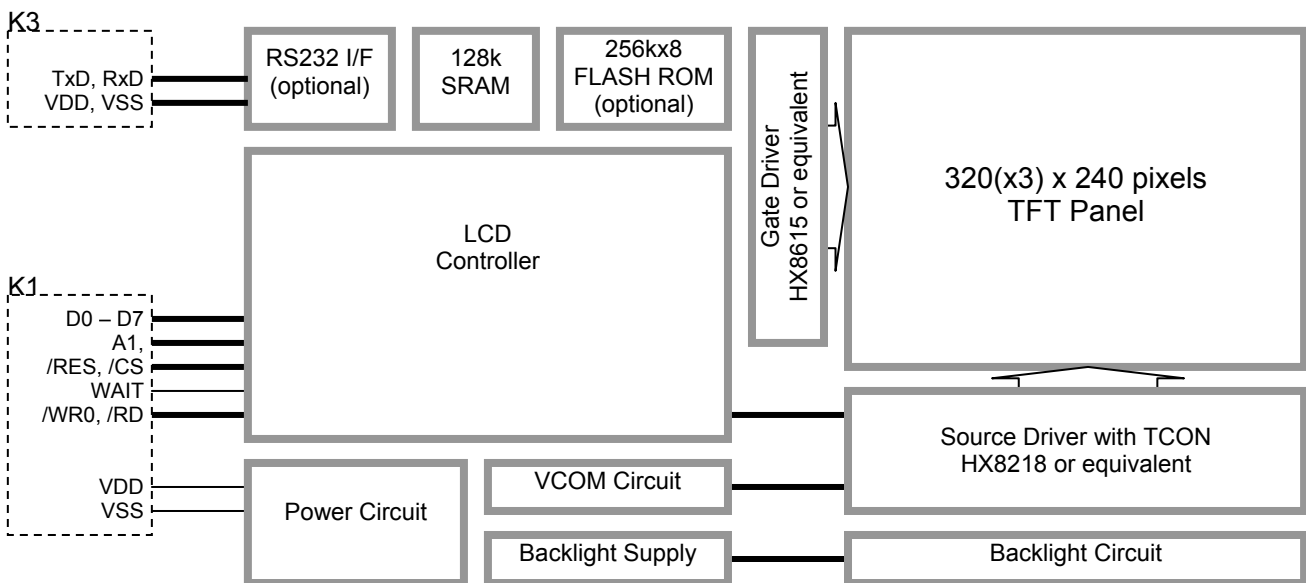 K3
TxD, RxD
VDD, VSS
RS232 I/F
(optional)
128k
SRAM
256kx8
FLASH ROM
(optional)
Gate Driver
HX8615 or equivalent
320(x3) x 240 pixels
TFT Panel
LCD
Controller
K1
D0 – D7
A1,
/RES, /CS
WAIT
/WR0, /RD
VDD
VSS
Source Driver with TCON
HX8218 or equivalent
Power Circuit
VCOM Circuit
Backlight Supply
Backlight Circuit